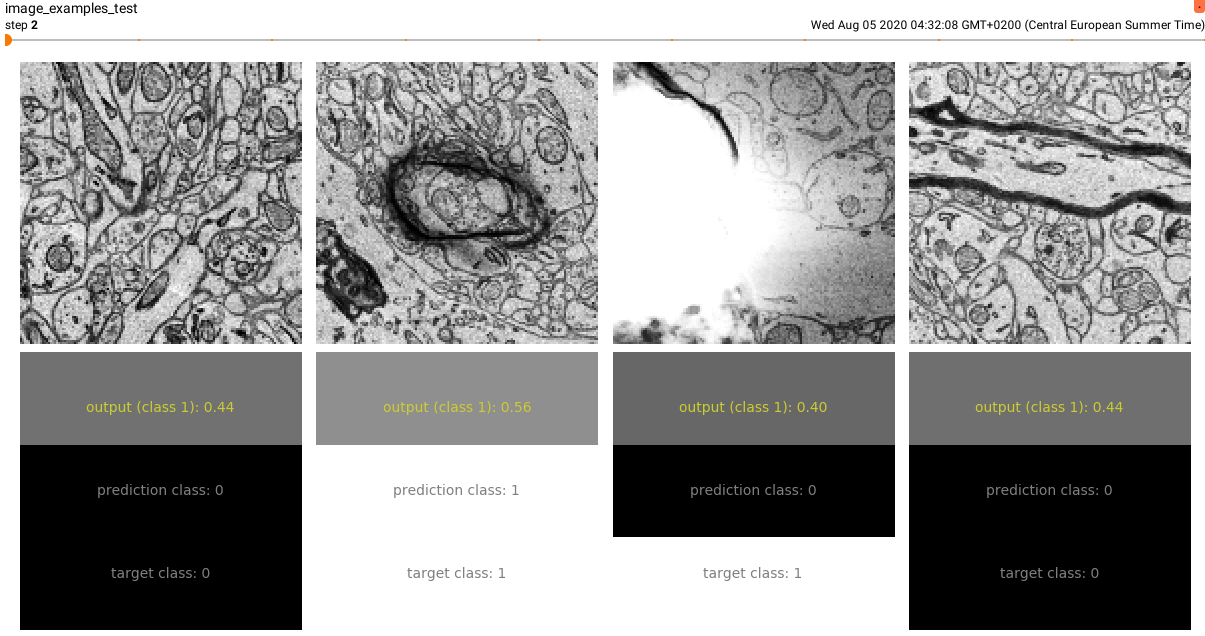 image_examples_test
step 2
Wed Aug 05 2020 04:32:08 GMT+0200 (Central European Summer Time)
output (class 1): 0.44
output (class 1): 0.56
output (class 1): 0.40
output (class 1): 0.44
prediction class: 0
prediction class: 1
prediction class: 0
prediction class: 0
target class: 0
target class: 1
target class: 1
target class: 0